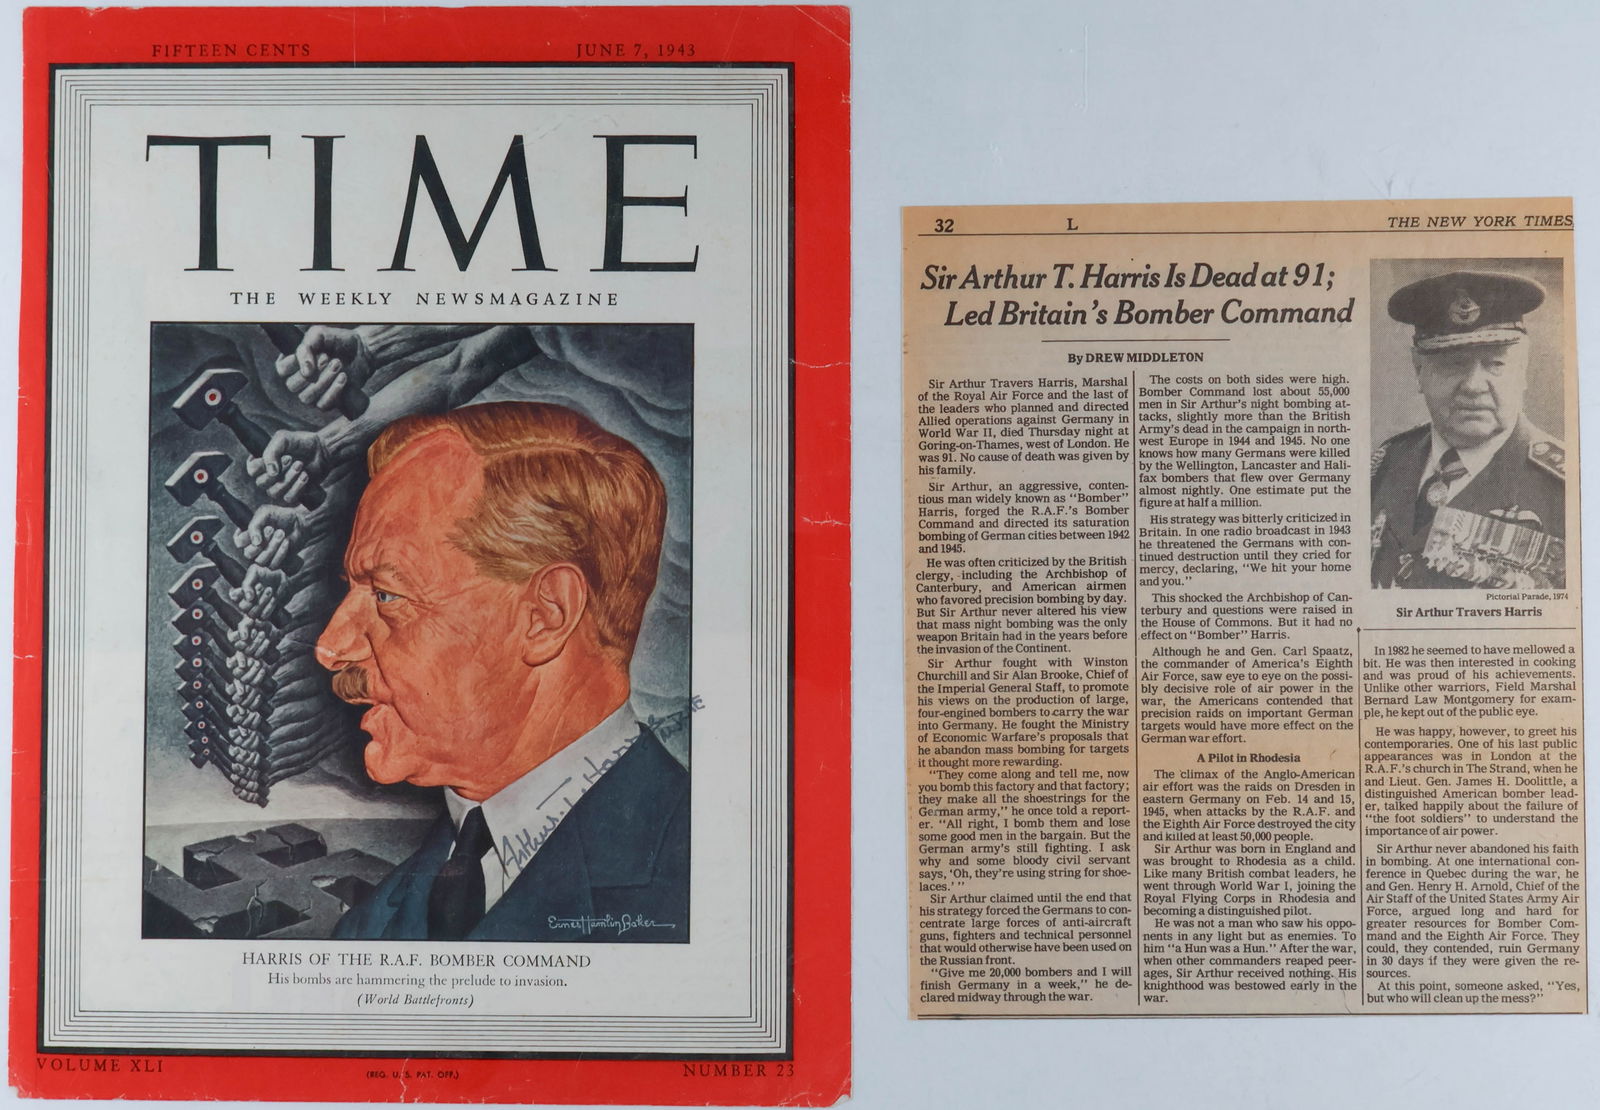 FIFTEEN CENTS
JUNE 7, 1943
TIME
THE WEEKLY NEWSMAGAZINE
Arthur T. Harris
Ernest Hamlin Baker
HARRIS OF THE R.A.F. BOMBER COMMAND
His bombs are hammering the prelude to invasion.
(World Battlefronts)
VOLUME XLI
(REG. U. S. PAT. OFF.)
NUMBER 23
32
L
THE NEW YORK TIMES,
Sir Arthur T. Harris Is Dead at 91;
Led Britain's Bomber Command
By DREW MIDDLETON
Sir Arthur Travers Harris, Marshal
of the Royal Air Force and the last of
the leaders who planned and directed
Allied operations against Germany in
World War II, died Thursday night at
Goring-on-Thames, west of London. He
was 91. No cause of death was given by
his family.
Sir Arthur, an aggressive, conten-
tious man widely known as "Bomber"
Harris, forged the R.A.F.'s Bomber
Command and directed its saturation
bombing of German cities between 1942
and 1945.
He was often criticized by the British
clergy, including the Archbishop of
Canterbury, and American airmen
who favored precision bombing by day.
But Sir Arthur never altered his view
that mass night bombing was the only
weapon Britain had in the years before
the invasion of the Continent.
Sir Arthur fought with Winston
Churchill and Sir Alan Brooke, Chief of
the Imperial General Staff, to promote
his views on the production of large,
four-engined bombers to carry the war
into Germany. He fought the Ministry
of Economic Warfare's proposals that
he abandon mass bombing for targets
it thought more rewarding.
"They come along and tell me, now
you bomb this factory and that factory;
they make all the shoestrings for the
German army," he once told a report-
er. "All right, I bomb them and lose
some good men in the bargain. But the
German army's still fighting. I ask
why and some bloody civil servant
says, 'Oh, they're using string for shoe-
laces.' "
Sir Arthur claimed until the end that
his strategy forced the Germans to con-
centrate large forces of anti-aircraft
guns, fighters and technical personnel
that would otherwise have been used on
the Russian front.
"Give me 20,000 bombers and I will
finish Germany in a week," he de-
clared midway through the war.
The costs on both sides were high.
Bomber Command lost about 55,000
men in Sir Arthur's night bombing at-
tacks, slightly more than the British
Army's dead in the campaign in north-
west Europe in 1944 and 1945. No one
knows how many Germans were killed
by the Wellington, Lancaster and Hali-
fax bombers that flew over Germany
almost nightly. One estimate put the
figure at half a million.
His strategy was bitterly criticized in
Britain. In one radio broadcast in 1943
he threatened the Germans with con-
tinued destruction until they cried for
mercy, declaring, "We hit your home
and you."
This shocked the Archbishop of Can-
terbury and questions were raised in
the House of Commons. But it had no
effect on "Bomber" Harris.
Although he and Gen. Carl Spaatz,
the commander of America's Eighth
Air Force, saw eye to eye on the possi-
bly decisive role of air power in the
war, the Americans contended that
precision raids on important German
targets would have more effect on the
German war effort.
A Pilot in Rhodesia
The climax of the Anglo-American
air effort was the raids on Dresden in
eastern Germany on Feb. 14 and 15,
1945, when attacks by the R.A.F. and
the Eighth Air Force destroyed the city
and killed at least 50,000 people.
Sir Arthur was born in England and
was brought to Rhodesia as a child.
Like many British combat leaders, he
went through World War I, joining the
Royal Flying Corps in Rhodesia and
becoming a distinguished pilot.
He was not a man who saw his oppo-
nents in any light but as enemies. To
him "a Hun was a Hun." After the war,
when other commanders reaped peer-
ages, Sir Arthur received nothing. His
knighthood was bestowed early in the
war.
Pictorial Parade, 1974
Sir Arthur Travers Harris
In 1982 he seemed to have mellowed a
bit. He was then interested in cooking
and was proud of his achievements.
Unlike other warriors, Field Marshal
Bernard Law Montgomery for exam-
ple, he kept out of the public eye.
He was happy, however, to greet his
contemporaries. One of his last public
appearances was in London at the
R.A.F.'s church in The Strand, when he
and Lieut. Gen. James H. Doolittle, a
distinguished American bomber lead-
er, talked happily about the failure of
"the foot soldiers" to understand the
importance of air power.
Sir Arthur never abandoned his faith
in bombing. At one international con-
ference in Quebec during the war, he
and Gen. Henry H. Arnold, Chief of the
Air Staff of the United States Army Air
Force, argued long and hard for
greater resources for Bomber Com-
mand and the Eighth Air Force. They
could, they contended, ruin Germany
in 30 days if they were given the re-
sources.
At this point, someone asked, "Yes,
but who will clean up the mess?"